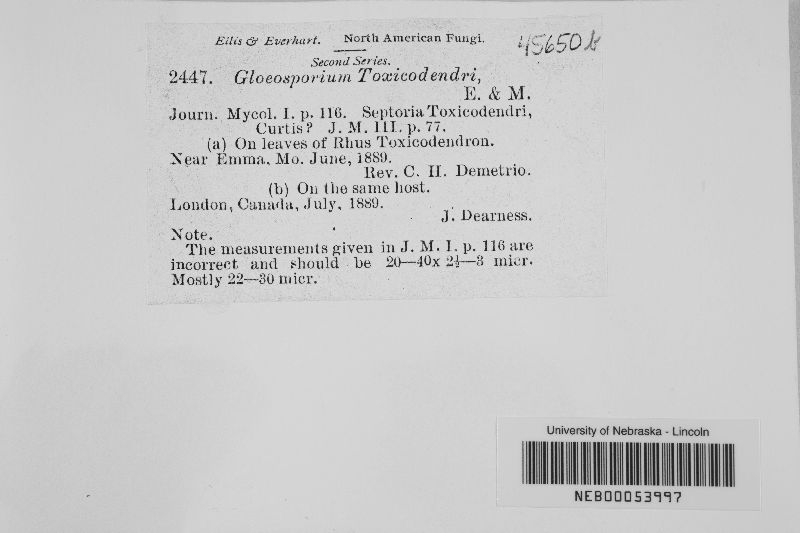 Ellis & Everhart. North American Fungi.
45650 b
Second Series.
2447. Gloeosporium Toxicodendri,
E. & M.
Journ. Mycol. I. p. 116. Septoria Toxicodendri,
Curtis? J. M. III. p. 77.
(a) On leaves of Rhus Toxicodendron.
Near Emma, Mo. June, 1889.
Rev. C. H. Demetrio.
(b) On the same host.
London, Canada, July, 1889.
J. Dearness.
Note.
The measurements given in J. M. I. p. 116 are
incorrect and should be 20—40x 2½—3 micr.
Mostly 22—30 micr.
University of Nebraska - Lincoln
NEB00053997